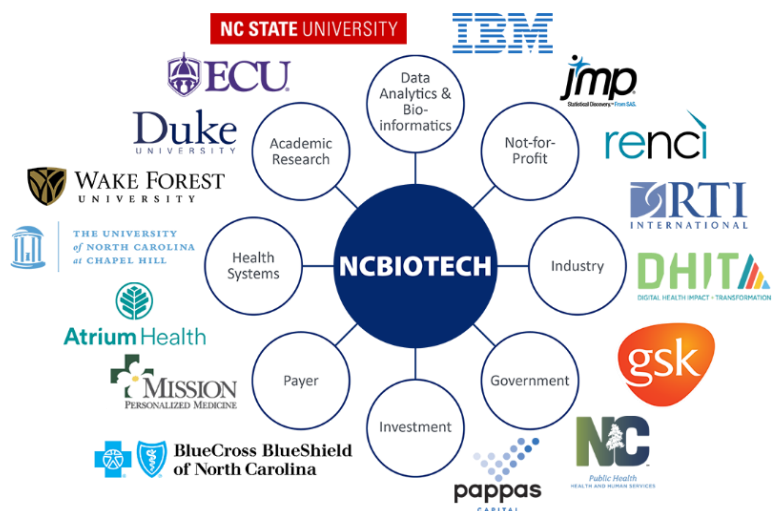 NC STATE UNIVERSITY
IBM
ECU
jmp
Statistical Discovery.™ From SAS.
Data
Analytics &
Bio-
informatics
Duke
UNIVERSITY
Academic
Research
Not-for-
Profit
renci
WAKE FOREST
UNIVERSITY
RTI
INTERNATIONAL
THE UNIVERSITY
of NORTH CAROLINA
at CHAPEL HILL
Health
Systems
NCBIOTECH
Industry
DHIT
DIGITAL HEALTH IMPACT + TRANSFORMATION
Atrium Health
gsk
MISSION
PERSONALIZED MEDICINE
Payer
Government
Investment
BlueCross BlueShield
of North Carolina
pappas
CAPITAL
NC
Public Health
HEALTH AND HUMAN SERVICES